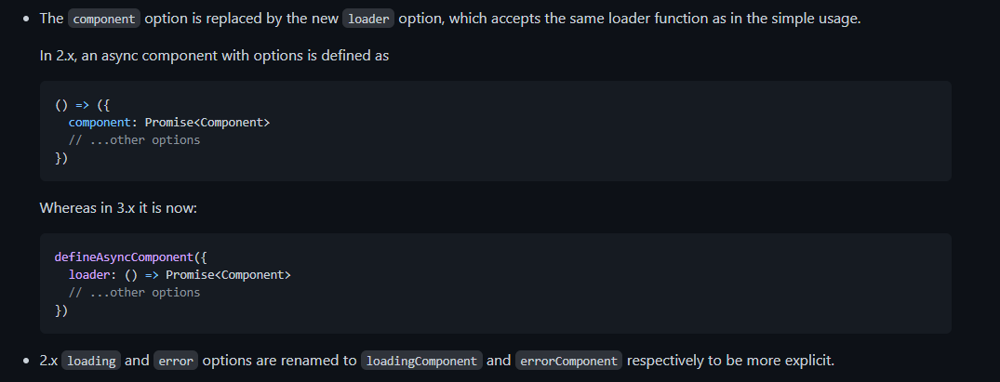 The component option is replaced by the new loader option, which accepts the same loader function as in the simple usage.
In 2.x, an async component with options is defined as
() => ({
  component: Promise<Component>
  // ...other options
})
Whereas in 3.x it is now:
defineAsyncComponent({
  loader: () => Promise<Component>
  // ...other options
})
2.x loading and error options are renamed to loadingComponent and errorComponent respectively to be more explicit.